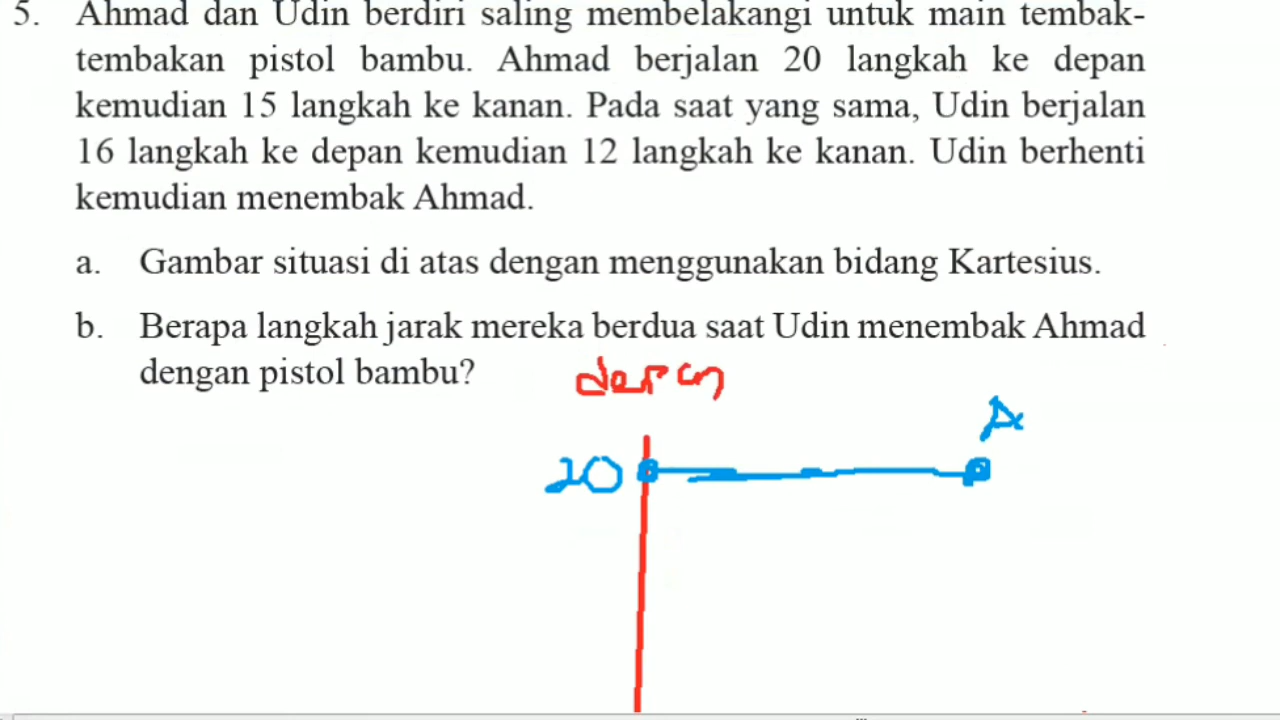 5. Ahmad dan Udin berdiri saling membelakangi untuk main tembak-
tembakan pistol bambu. Ahmad berjalan 20 langkah ke depan
kemudian 15 langkah ke kanan. Pada saat yang sama, Udin berjalan
16 langkah ke depan kemudian 12 langkah ke kanan. Udin berhenti
kemudian menembak Ahmad.
a. Gambar situasi di atas dengan menggunakan bidang Kartesius.
b. Berapa langkah jarak mereka berdua saat Udin menembak Ahmad
dengan pistol bambu?
depan
A
20